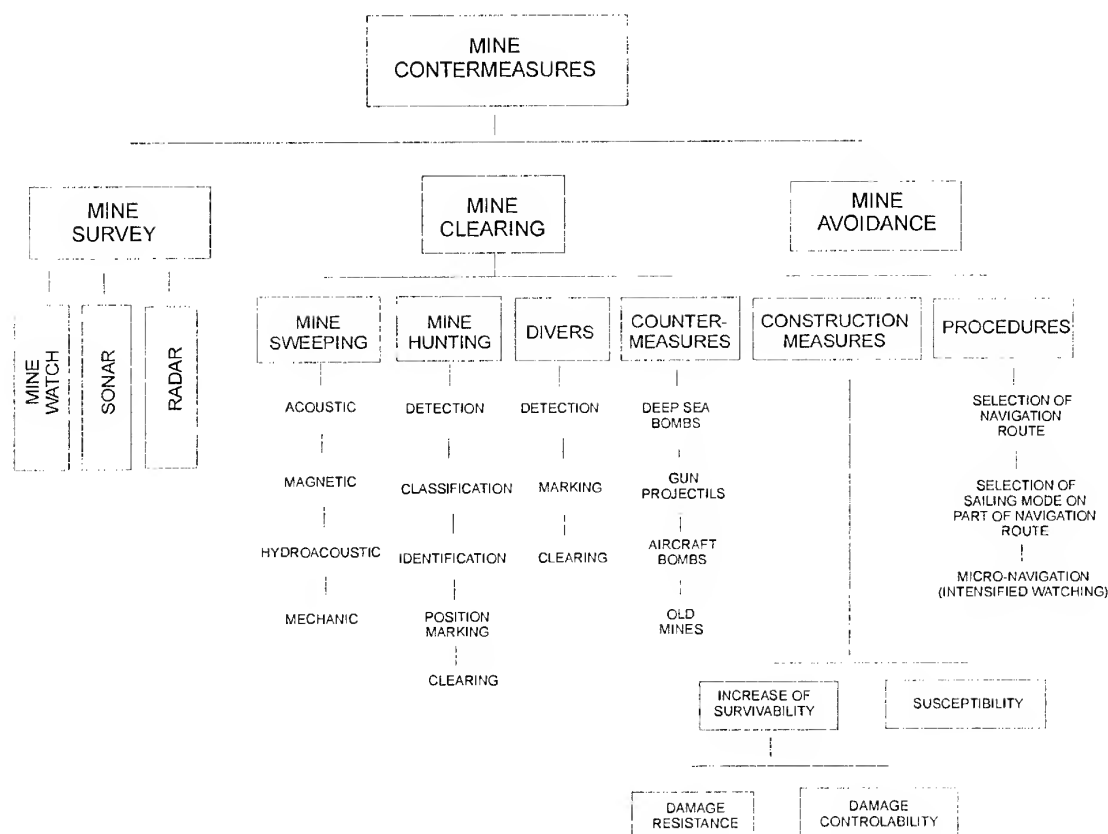 MINE
CONTERMEASURES
MINE
SURVEY
MINE
CLEARING
MINE
AVOIDANCE
MINE
WATCH
SONAR
RADAR
MINE
SWEEPING
MINE
HUNTING
DIVERS
COUNTER-
MEASURES
CONSTRUCTION
MEASURES
PROCEDURES
ACOUSTIC
MAGNETIC
HYDROACOUSTIC
MECHANIC
DETECTION
CLASSIFICATION
IDENTIFICATION
POSITION
MARKING
CLEARING
DETECTION
MARKING
CLEARING
DEEP SEA
BOMBS
GUN
PROJECTILS
AIRCRAFT
BOMBS
OLD
MINES
SELECTION OF
NAVIGATION
ROUTE
SELECTION OF
SAILING MODE ON
PART OF NAVIGATION
ROUTE
MICRO-NAVIGATION
(INTENSIFIED WATCHING)
INCREASE OF
SURVIVABILITY
SUSCEPTIBILITY
DAMAGE
RESISTANCE
DAMAGE
CONTROLABILITY